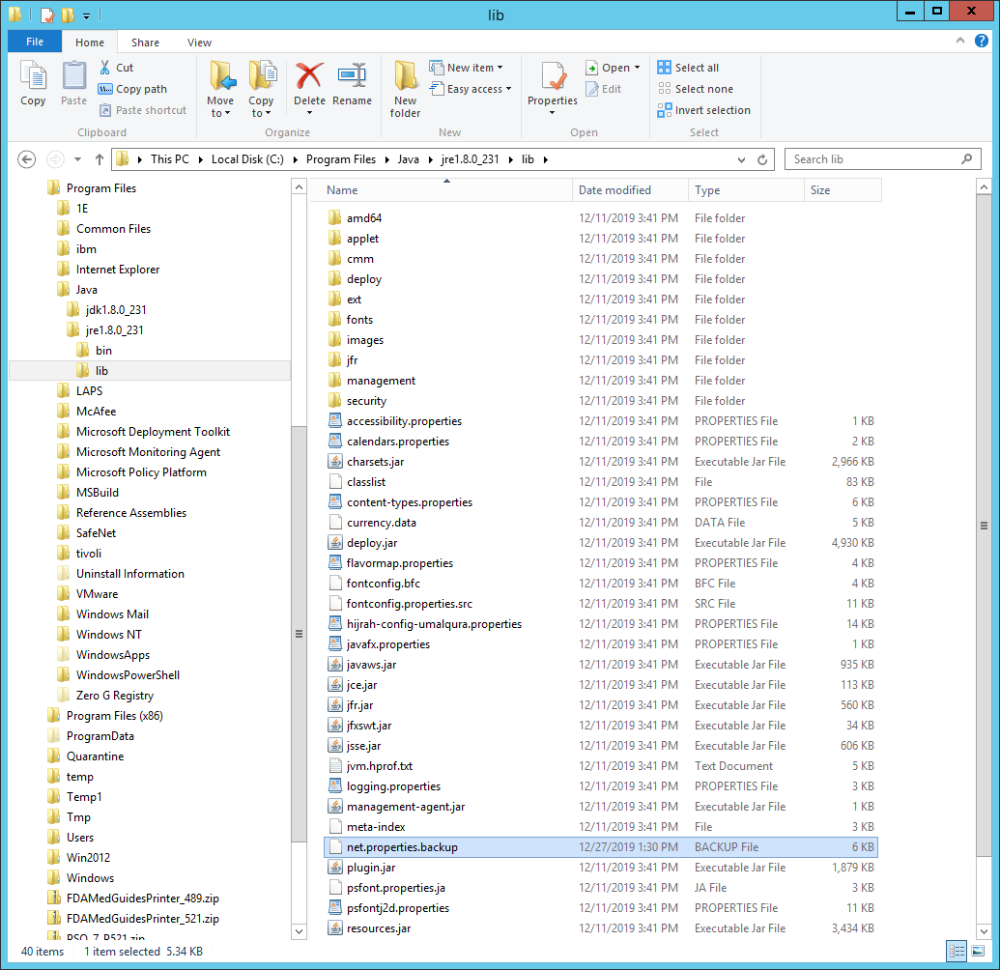 lib
File Home Share View
Copy
Paste
Cut
Copy path
Paste shortcut
Clipboard
Move to
Copy to
Delete
Rename
Organize
New folder
New item
Easy access
New
Properties
Open
Edit
Open
Select all
Select none
Invert selection
Select
This PC Local Disk (C:) Program Files Java jre1.8.0_231 lib
Search lib
Program Files
1E
Common Files
ibm
Internet Explorer
Java
jdk1.8.0_231
jre1.8.0_231
bin
lib
LAPS
McAfee
Microsoft Deployment Toolkit
Microsoft Monitoring Agent
Microsoft Policy Platform
MSBuild
Reference Assemblies
SafeNet
tivoli
Uninstall Information
VMware
Windows Mail
Windows NT
WindowsApps
WindowsPowerShell
Zero G Registry
Program Files (x86)
ProgramData
Quarantine
temp
Temp1
Tmp
Users
Win2012
Windows
FDAMedGuidesPrinter_489.zip
FDAMedGuidesPrinter_521.zip
PSO_7_P521.zip
Name Date modified Type Size
amd64 12/11/2019 3:41 PM File folder
applet 12/11/2019 3:41 PM File folder
cmm 12/11/2019 3:41 PM File folder
deploy 12/11/2019 3:41 PM File folder
ext 12/11/2019 3:41 PM File folder
fonts 12/11/2019 3:41 PM File folder
images 12/11/2019 3:41 PM File folder
jfr 12/11/2019 3:41 PM File folder
management 12/11/2019 3:41 PM File folder
security 12/11/2019 3:41 PM File folder
accessibility.properties 12/11/2019 3:41 PM PROPERTIES File 1 KB
calendars.properties 12/11/2019 3:41 PM PROPERTIES File 2 KB
charsets.jar 12/11/2019 3:41 PM Executable Jar File 2,966 KB
classlist 12/11/2019 3:41 PM File 83 KB
content-types.properties 12/11/2019 3:41 PM PROPERTIES File 6 KB
currency.data 12/11/2019 3:41 PM DATA File 5 KB
deploy.jar 12/11/2019 3:41 PM Executable Jar File 4,930 KB
flavormap.properties 12/11/2019 3:41 PM PROPERTIES File 4 KB
fontconfig.bfc 12/11/2019 3:41 PM BFC File 4 KB
fontconfig.properties.src 12/11/2019 3:41 PM SRC File 11 KB
hijrah-config-umalqura.properties 12/11/2019 3:41 PM PROPERTIES File 14 KB
javafx.properties 12/11/2019 3:41 PM PROPERTIES File 1 KB
javaws.jar 12/11/2019 3:41 PM Executable Jar File 935 KB
jce.jar 12/11/2019 3:41 PM Executable Jar File 113 KB
jfr.jar 12/11/2019 3:41 PM Executable Jar File 560 KB
jfxswt.jar 12/11/2019 3:41 PM Executable Jar File 34 KB
jsse.jar 12/11/2019 3:41 PM Executable Jar File 606 KB
jvm.hprof.txt 12/11/2019 3:41 PM Text Document 5 KB
logging.properties 12/11/2019 3:41 PM PROPERTIES File 3 KB
management-agent.jar 12/11/2019 3:41 PM Executable Jar File 1 KB
meta-index 12/11/2019 3:41 PM File 3 KB
net.properties.backup 12/27/2019 1:30 PM BACKUP File 6 KB
plugin.jar 12/11/2019 3:41 PM Executable Jar File 1,879 KB
psfont.properties.ja 12/11/2019 3:41 PM JA File 3 KB
psfontj2d.properties 12/11/2019 3:41 PM PROPERTIES File 11 KB
resources.jar 12/11/2019 3:41 PM Executable Jar File 3,434 KB
40 items 1 item selected 5.34 KB